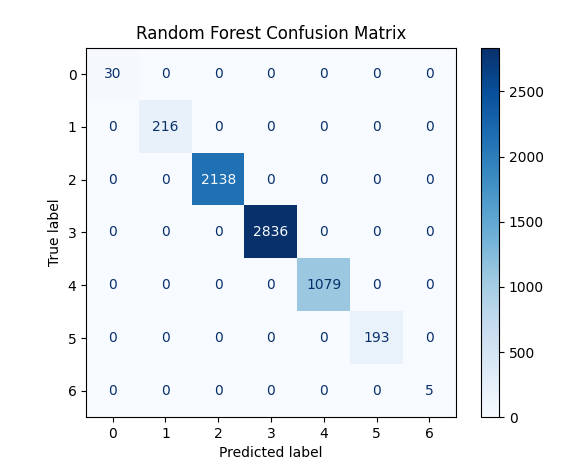 Random Forest Confusion Matrix
0 30 0 0 0 0 0 0
1 0 216 0 0 0 0 0
2 0 0 2138 0 0 0 0
3 0 0 0 2836 0 0 0
4 0 0 0 0 1079 0 0
5 0 0 0 0 0 193 0
6 0 0 0 0 0 0 5
0 1 2 3 4 5 6
True label
Predicted label
2500
2000
1500
1000
500
0